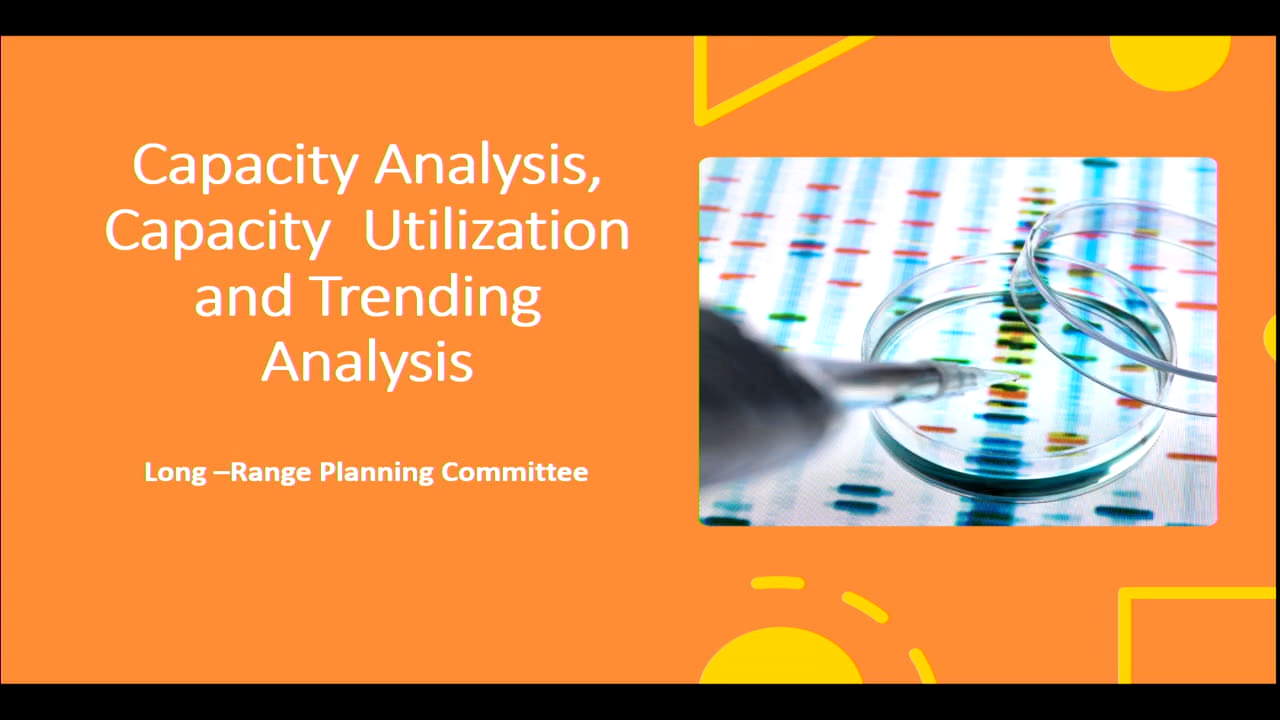 Capacity Analysis,
Capacity  Utilization
and Trending
Analysis
Long –Range Planning Committee